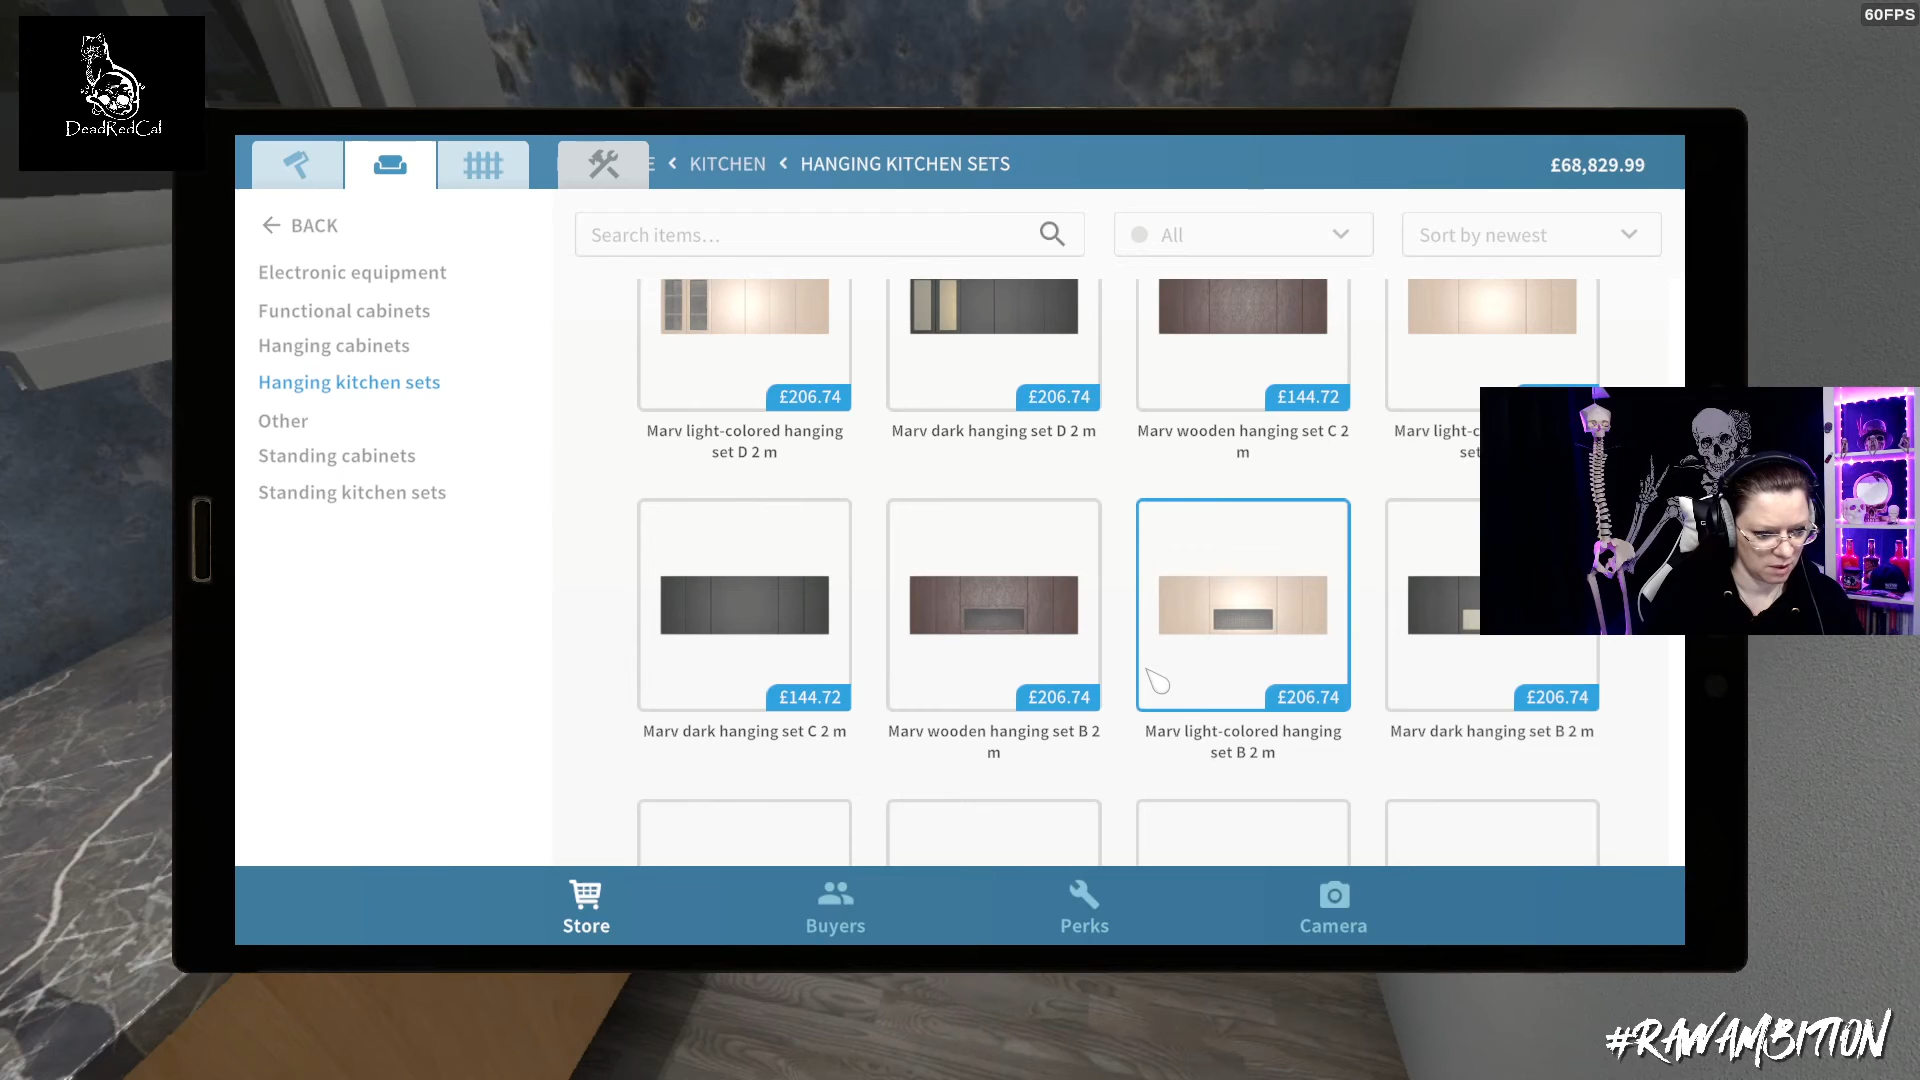 60FPS
DeadRedCal
E < KITCHEN < HANGING KITCHEN SETS
£68,829.99
BACK
Search items...
All
Sort by newest
Electronic equipment
Functional cabinets
Hanging cabinets
Hanging kitchen sets
Other
Standing cabinets
Standing kitchen sets
£206.74
£206.74
£144.72
Marv light-colored hanging
set D 2 m
Marv dark hanging set D 2 m
Marv wooden hanging set C 2
m
Marv light-c
set
£144.72
£206.74
£206.74
£206.74
Marv dark hanging set C 2 m
Marv wooden hanging set B 2
m
Marv light-colored hanging
set B 2 m
Marv dark hanging set B 2 m
Store
Buyers
Perks
Camera
#RAWAMBITION